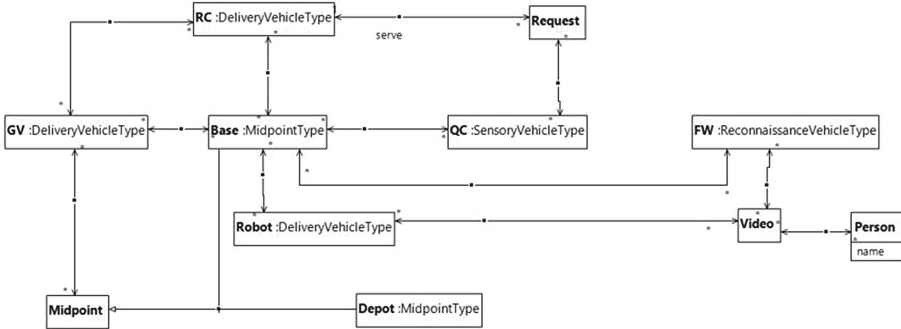 RC :DeliveryVehicleType
Request
serve
GV :DeliveryVehicleType
Base :MidpointType
QC :SensoryVehicleType
FW :ReconnaissanceVehicleType
Robot :DeliveryVehicleType
Video
Person
name
Midpoint
Depot :MidpointType